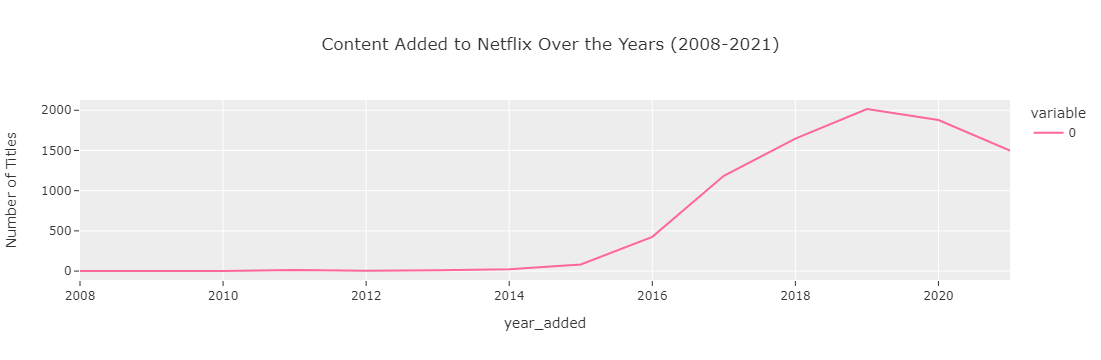 Content Added to Netflix Over the Years (2008-2021)
Number of Titles
2000
1500
1000
500
0
2008 2010 2012 2014 2016 2018 2020
year_added
variable
0